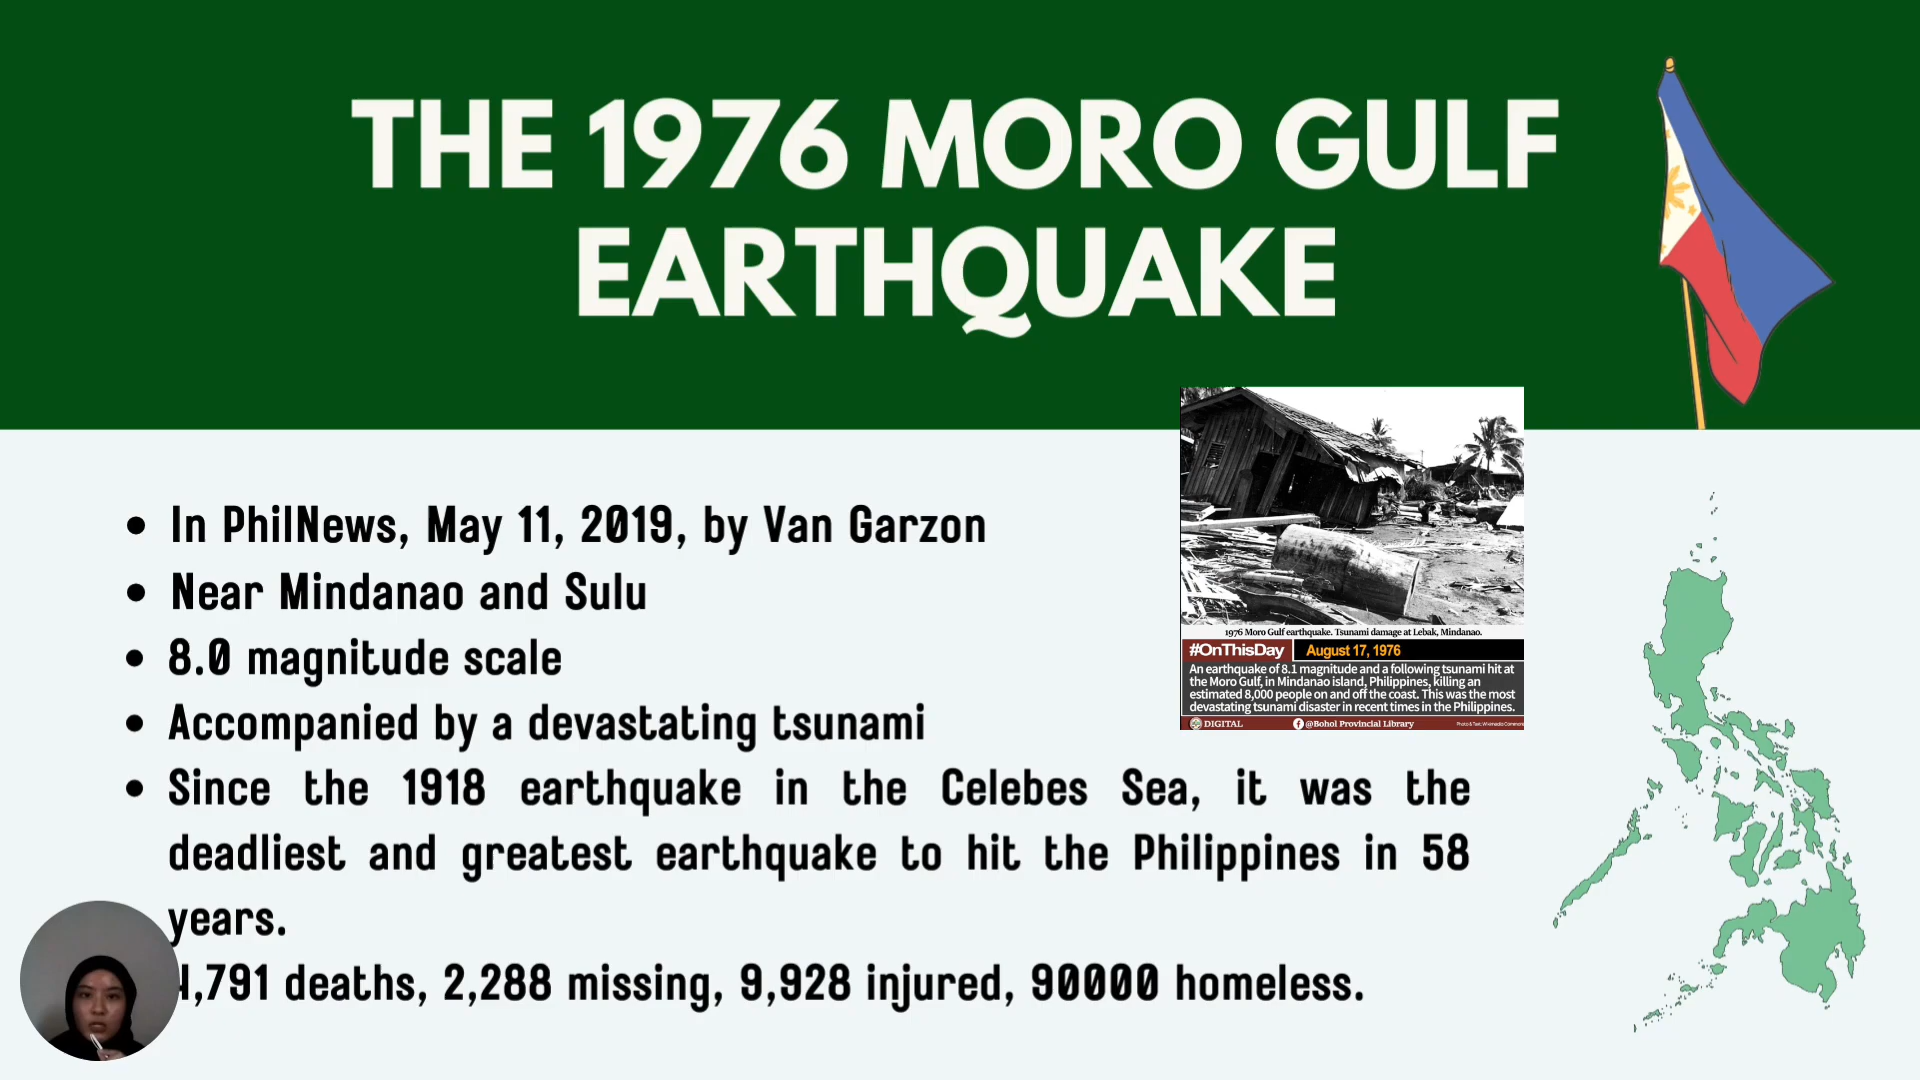 THE 1976 MORO GULF
EARTHQUAKE
In PhilNews, May 11, 2019, by Van Garzon
Near Mindanao and Sulu
8.0 magnitude scale
Accompanied by a devastating tsunami
Since the 1918 earthquake in the Celebes Sea, it was the
deadliest and greatest earthquake to hit the Philippines in 58
years.
4,791 deaths, 2,288 missing, 9,928 injured, 90000 homeless.
1976 Moro Gulf earthquake. Tsunami damage at Lebak, Mindanao.
#OnThisDay August 17, 1976
An earthquake of 8.1 magnitude and a following tsunami hit at
the Moro Gulf, in Mindanao island, Philippines, killing an
estimated 8,000 people on and off the coast. This was the most
devastating tsunami disaster in recent times in the Philippines.
DIGITAL @Bohol Provincial Library Photo & Text: Wikimedia Commons